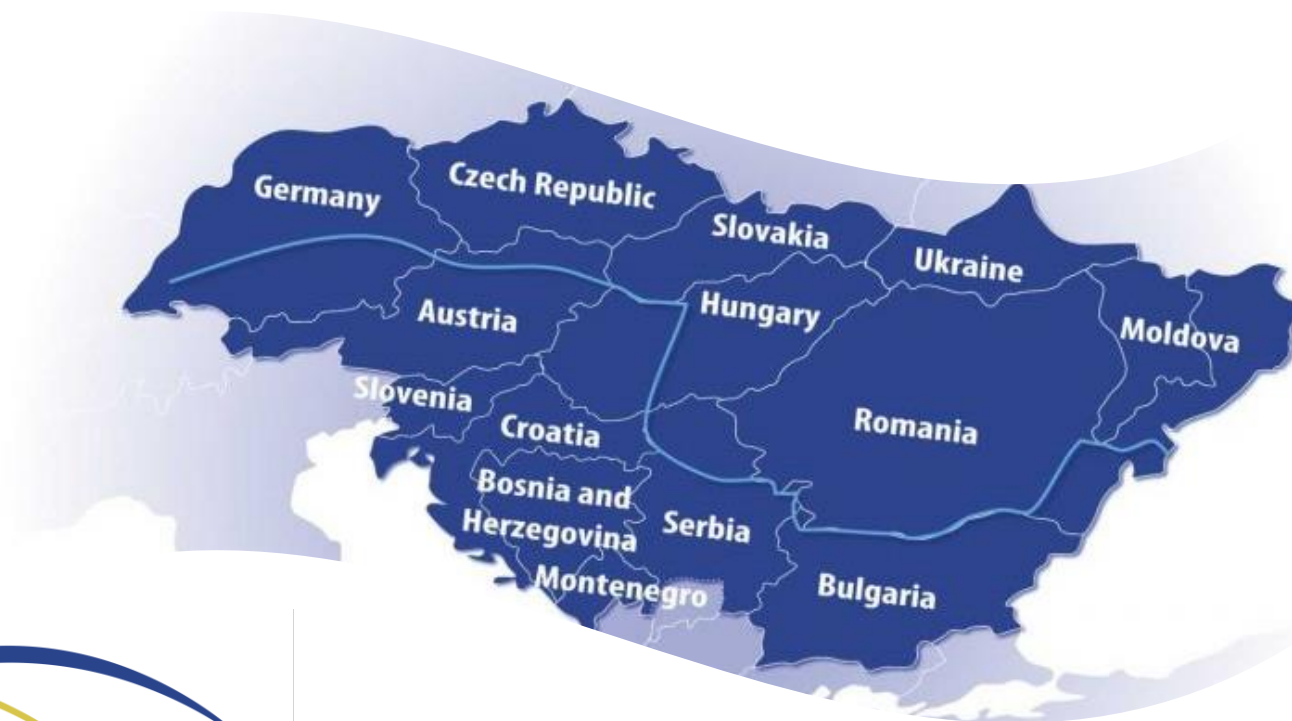 Germany
Czech Republic
Slovakia
Ukraine
Austria
Hungary
Moldova
Slovenia
Croatia
Romania
Bosnia and
Herzegovina
Serbia
Montenegro
Bulgaria